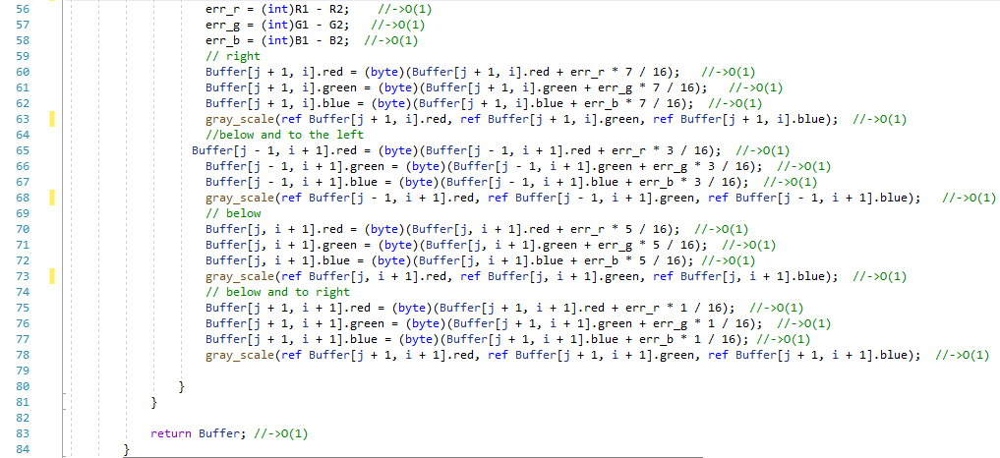 56 err_r = (int)R1 - R2; //->O(1)
57 err_g = (int)G1 - G2; //->O(1)
58 err_b = (int)B1 - B2; //->O(1)
59 // right
60 Buffer[j + 1, i].red = (byte)(Buffer[j + 1, i].red + err_r * 7 / 16); //->O(1)
61 Buffer[j + 1, i].green = (byte)(Buffer[j + 1, i].green + err_g * 7 / 16); //->O(1)
62 Buffer[j + 1, i].blue = (byte)(Buffer[j + 1, i].blue + err_b * 7 / 16); //->O(1)
63 gray_scale(ref Buffer[j + 1, i].red, ref Buffer[j + 1, i].green, ref Buffer[j + 1, i].blue); //->O(1)
64 //below and to the left
65 Buffer[j - 1, i + 1].red = (byte)(Buffer[j - 1, i + 1].red + err_r * 3 / 16); //->O(1)
66 Buffer[j - 1, i + 1].green = (byte)(Buffer[j - 1, i + 1].green + err_g * 3 / 16); //->O(1)
67 Buffer[j - 1, i + 1].blue = (byte)(Buffer[j - 1, i + 1].blue + err_b * 3 / 16); //->O(1)
68 gray_scale(ref Buffer[j - 1, i + 1].red, ref Buffer[j - 1, i + 1].green, ref Buffer[j - 1, i + 1].blue); //->O(1)
69 // below
70 Buffer[j, i + 1].red = (byte)(Buffer[j, i + 1].red + err_r * 5 / 16); //->O(1)
71 Buffer[j, i + 1].green = (byte)(Buffer[j, i + 1].green + err_g * 5 / 16); //->O(1)
72 Buffer[j, i + 1].blue = (byte)(Buffer[j, i + 1].blue + err_b * 5 / 16); //->O(1)
73 gray_scale(ref Buffer[j, i + 1].red, ref Buffer[j, i + 1].green, ref Buffer[j, i + 1].blue); //->O(1)
74 // below and to right
75 Buffer[j + 1, i + 1].red = (byte)(Buffer[j + 1, i + 1].red + err_r * 1 / 16); //->O(1)
76 Buffer[j + 1, i + 1].green = (byte)(Buffer[j + 1, i + 1].green + err_g * 1 / 16); //->O(1)
77 Buffer[j + 1, i + 1].blue = (byte)(Buffer[j + 1, i + 1].blue + err_b * 1 / 16); //->O(1)
78 gray_scale(ref Buffer[j + 1, i + 1].red, ref Buffer[j + 1, i + 1].green, ref Buffer[j + 1, i + 1].blue); //->O(1)
79
80 }
81 }
82
83 return Buffer; //->O(1)
84 }